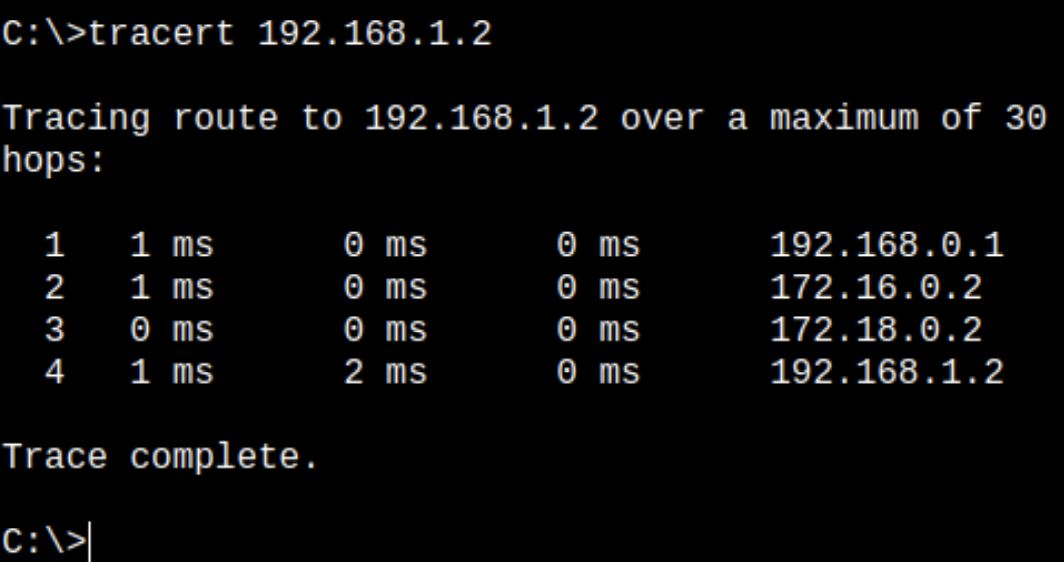 C:\>tracert 192.168.1.2
Tracing route to 192.168.1.2 over a maximum of 30
hops:
1 1 ms 0 ms 0 ms 192.168.0.1
2 1 ms 0 ms 0 ms 172.16.0.2
3 0 ms 0 ms 0 ms 172.18.0.2
4 1 ms 2 ms 0 ms 192.168.1.2
Trace complete.
C:\>